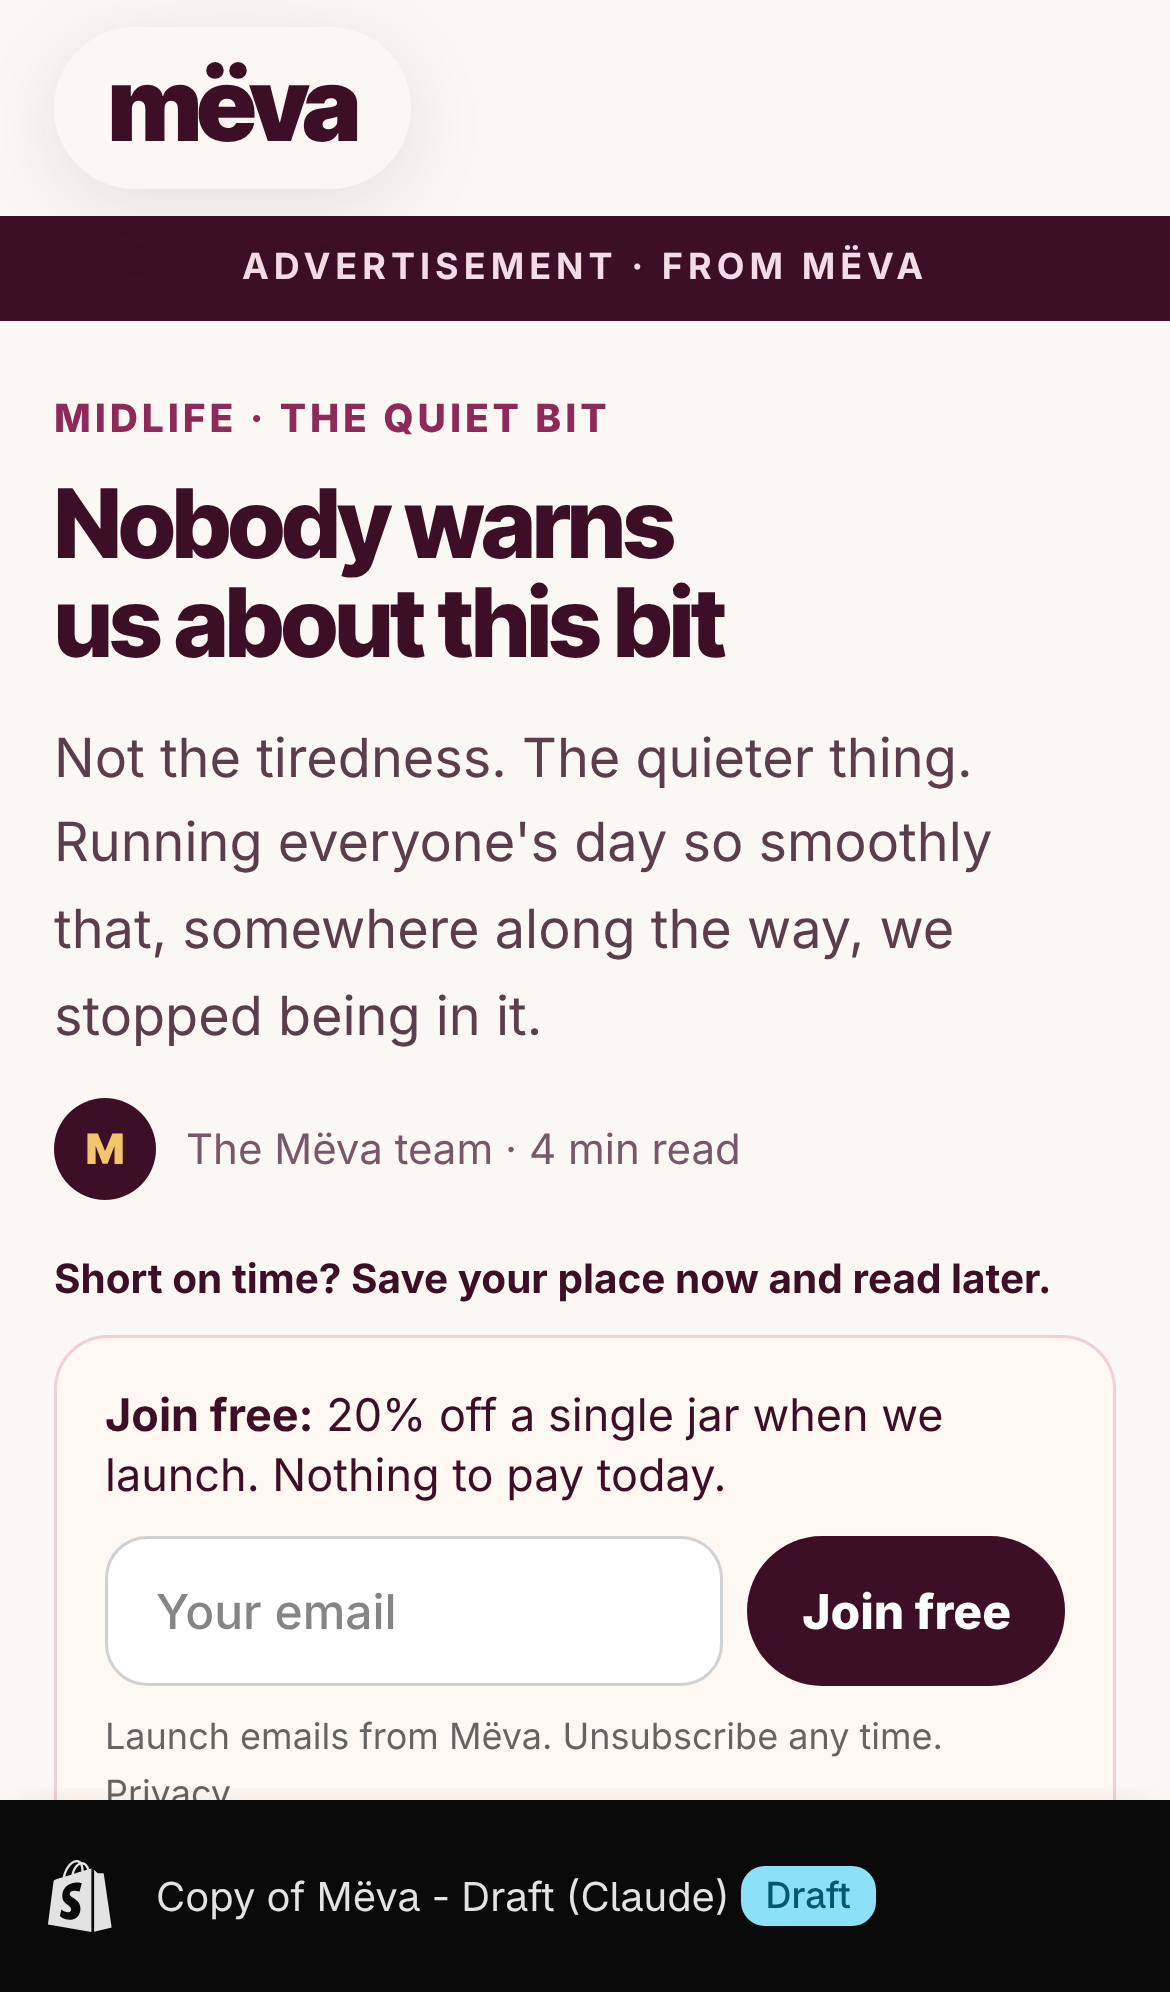 mëva
ADVERTISEMENT · FROM MËVA
MIDLIFE · THE QUIET BIT
Nobody warns
us about this bit
Not the tiredness. The quieter thing.
Running everyone's day so smoothly
that, somewhere along the way, we
stopped being in it.
M
The Mëva team · 4 min read
Short on time? Save your place now and read later.
Join free: 20% off a single jar when we
launch. Nothing to pay today.
Your email
Join free
Launch emails from Mëva. Unsubscribe any time.
Privacy
Copy of Mëva - Draft (Claude) Draft